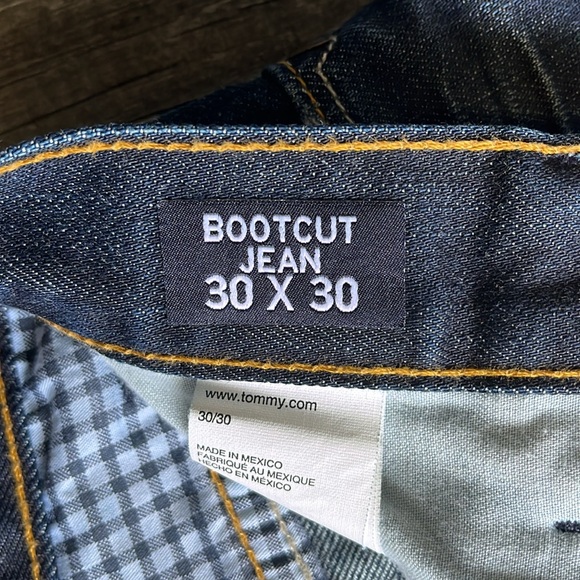 BOOTCUT
JEAN
30 X 30
www.tommy.com
30/30
MADE IN MEXICO
FABRIQUÉ AU MEXIQUE
HECHO EN MÉXICO